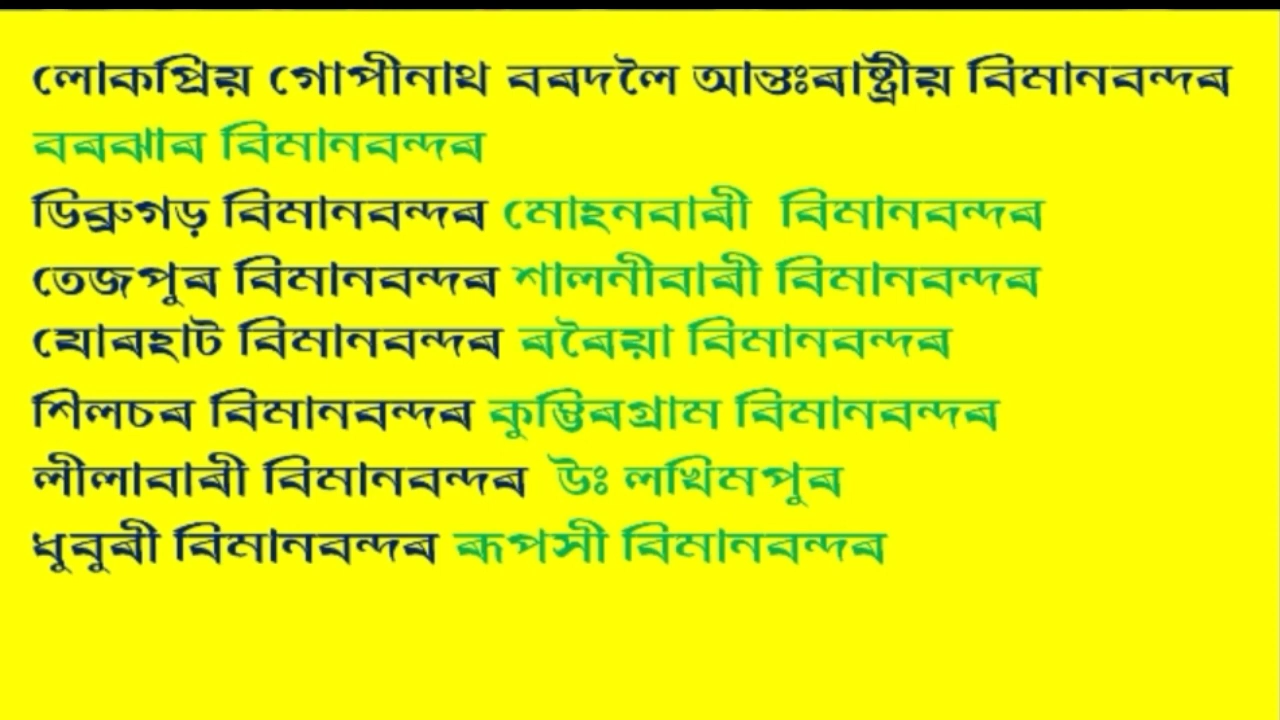 লোকপ্ৰিয় গোপীনাথ বৰদলৈ আন্তঃৰাষ্ট্ৰীয় বিমানবন্দৰ
বৰঝাৰ বিমানবন্দৰ
ডিব্ৰুগড় বিমানবন্দৰ মোহনবাৰী বিমানবন্দৰ
তেজপুৰ বিমানবন্দৰ শালনীবাৰী বিমানবন্দৰ
যোৰহাট বিমানবন্দৰ ৰৰৈয়া বিমানবন্দৰ
শিলচৰ বিমানবন্দৰ কুম্ভিৰগ্ৰাম বিমানবন্দৰ
লীলাবাৰী বিমানবন্দৰ উঃ লখিমপুৰ
ধুবুৰী বিমানবন্দৰ ৰূপসী বিমানবন্দৰ